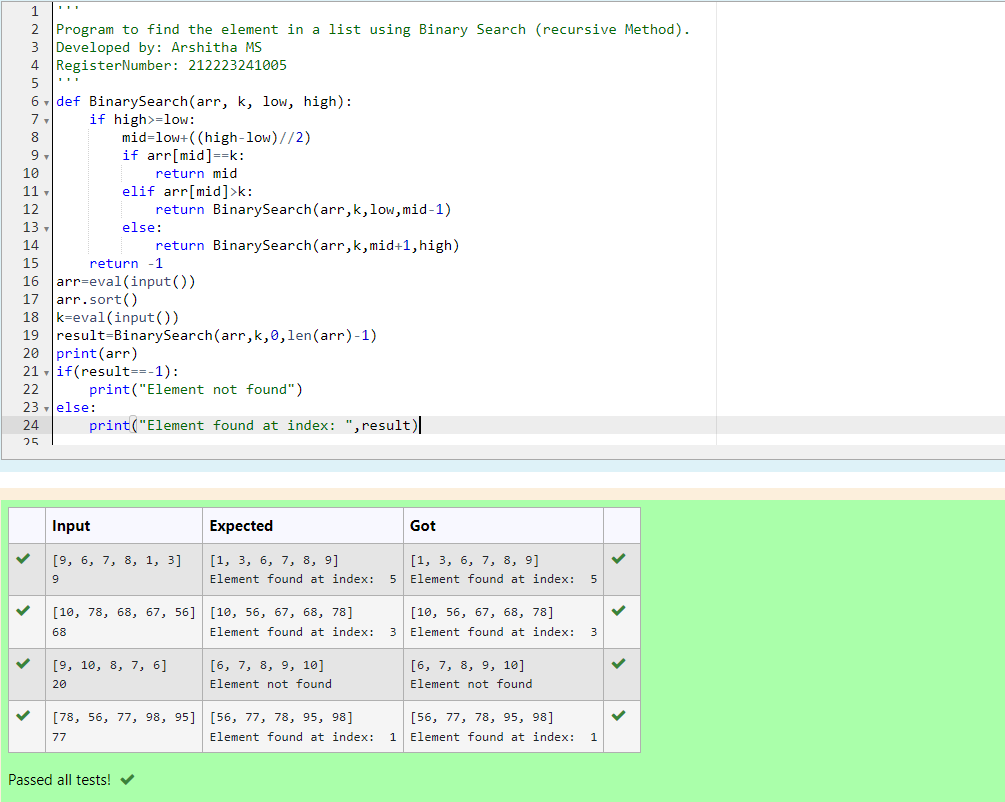 1 '''
2 Program to find the element in a list using Binary Search (recursive Method).
3 Developed by: Arshitha MS
4 RegisterNumber: 212223241005
5 '''
6 def BinarySearch(arr, k, low, high):
7     if high>=low:
8         mid=low+((high-low)//2)
9         if arr[mid]==k:
10             return mid
11         elif arr[mid]>k:
12             return BinarySearch(arr,k,low,mid-1)
13         else:
14             return BinarySearch(arr,k,mid+1,high)
15     return -1
16 arr=eval(input())
17 arr.sort()
18 k=eval(input())
19 result=BinarySearch(arr,k,0,len(arr)-1)
20 print(arr)
21 if(result==-1):
22     print("Element not found")
23 else:
24     print("Element found at index: ",result)
25
Input Expected Got
[9, 6, 7, 8, 1, 3] [1, 3, 6, 7, 8, 9] [1, 3, 6, 7, 8, 9]
9 Element found at index:  5 Element found at index:  5
[10, 78, 68, 67, 56] [10, 56, 67, 68, 78] [10, 56, 67, 68, 78]
68 Element found at index:  3 Element found at index:  3
[9, 10, 8, 7, 6] [6, 7, 8, 9, 10] [6, 7, 8, 9, 10]
20 Element not found Element not found
[78, 56, 77, 98, 95] [56, 77, 78, 95, 98] [56, 77, 78, 95, 98]
77 Element found at index:  1 Element found at index:  1
Passed all tests!